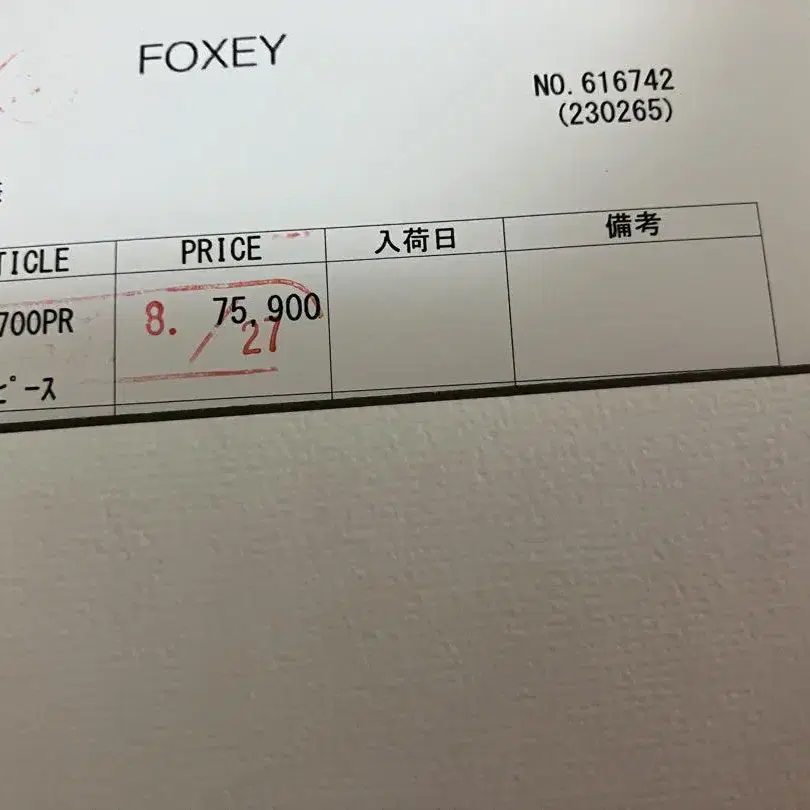 FOXEY
NO. 616742
(230265)
TICLE PRICE 入荷日 備考
700PR 75,900
8. / 27
ピース